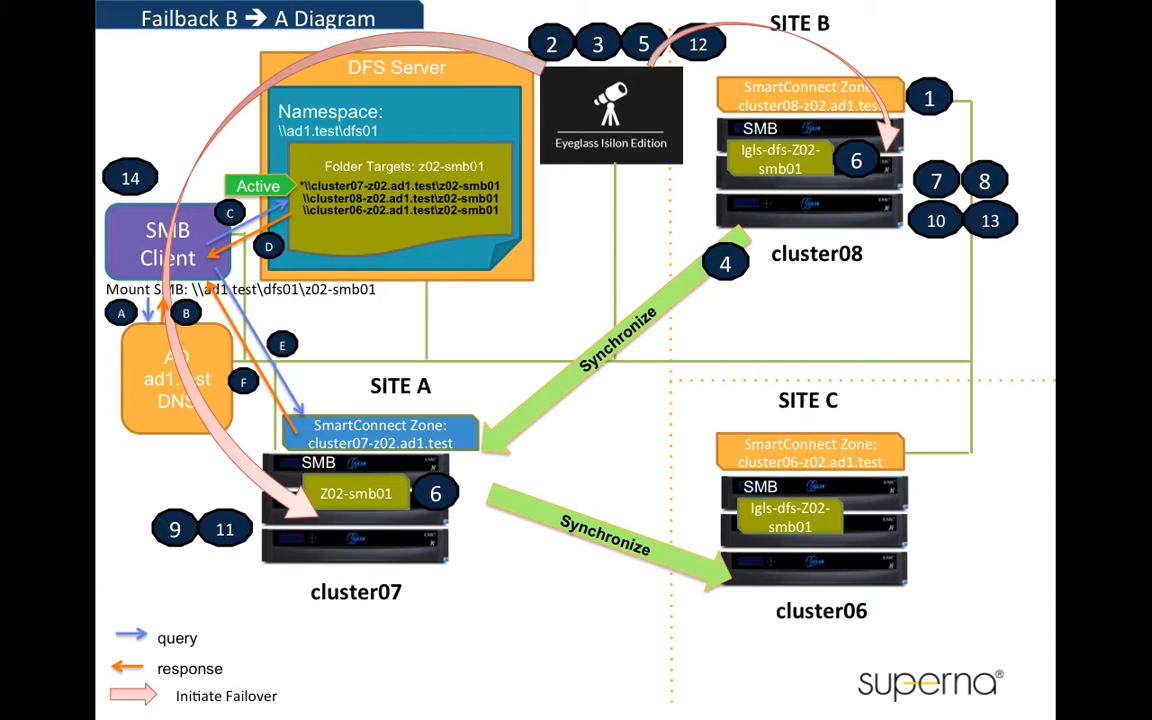 Failback B → A Diagram
SITE B
2
3
5
12
DFS Server
Namespace:
\\ad1.test\dfs01
Folder Targets: z02-smb01
*\\cluster07-z02.ad1.test\z02-smb01
\\cluster08-z02.ad1.test\z02-smb01
\\cluster06-z02.ad1.test\z02-smb01
Active
Eyeglass Isilon Edition
SmartConnect Zone:
cluster08-z02.ad1.test
1
SMB
Igls-dfs-Z02-
smb01
6
7
8
10
13
cluster08
14
C
D
SMB
Client
Mount SMB: \\ad1.test\dfs01\z02-smb01
A
B
4
Synchronize
E
F
AD
ad1.test
DNS
SITE A
SmartConnect Zone:
cluster07-z02.ad1.test
SMB
Z02-smb01
6
9
11
cluster07
Synchronize
SITE C
SmartConnect Zone:
cluster06-z02.ad1.test
SMB
Igls-dfs-Z02-
smb01
cluster06
query
response
Initiate Failover
superna®